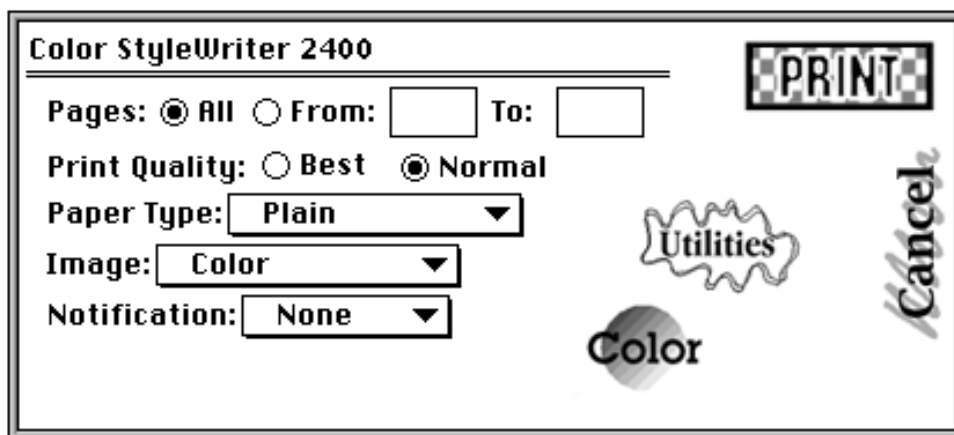 Color StyleWriter 2400
PRINT
Pages: All From: To:
Print Quality: Best Normal
Paper Type: Plain
Image: Color
Notification: None
Utilities
Cancel
Color